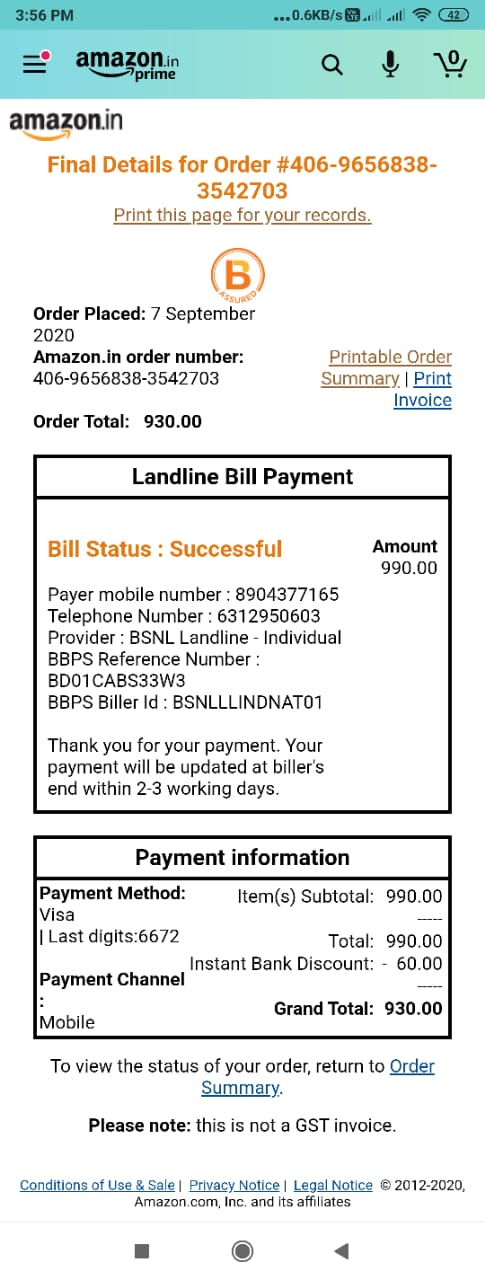 3:56 PM
...0.6KB/s
42
amazon.in
prime
0
amazon.in
Final Details for Order #406-9656838-
3542703
Print this page for your records.
B
ASSURED
Order Placed: 7 September
2020
Amazon.in order number:
406-9656838-3542703
Printable Order
Summary | Print
Invoice
Order Total: 930.00
Landline Bill Payment
Bill Status : Successful
Amount
990.00
Payer mobile number : 8904377165
Telephone Number : 6312950603
Provider : BSNL Landline - Individual
BBPS Reference Number :
BD01CABS33W3
BBPS Biller Id : BSNLLLINDNAT01
Thank you for your payment. Your
payment will be updated at biller's
end within 2-3 working days.
Payment information
Payment Method:
Visa
| Last digits:6672
Payment Channel
:
Mobile
Item(s) Subtotal: 990.00
-----
Total: 990.00
Instant Bank Discount: - 60.00
-----
Grand Total: 930.00
To view the status of your order, return to Order
Summary.
Please note: this is not a GST invoice.
Conditions of Use & Sale | Privacy Notice | Legal Notice © 2012-2020,
Amazon.com, Inc. and its affiliates